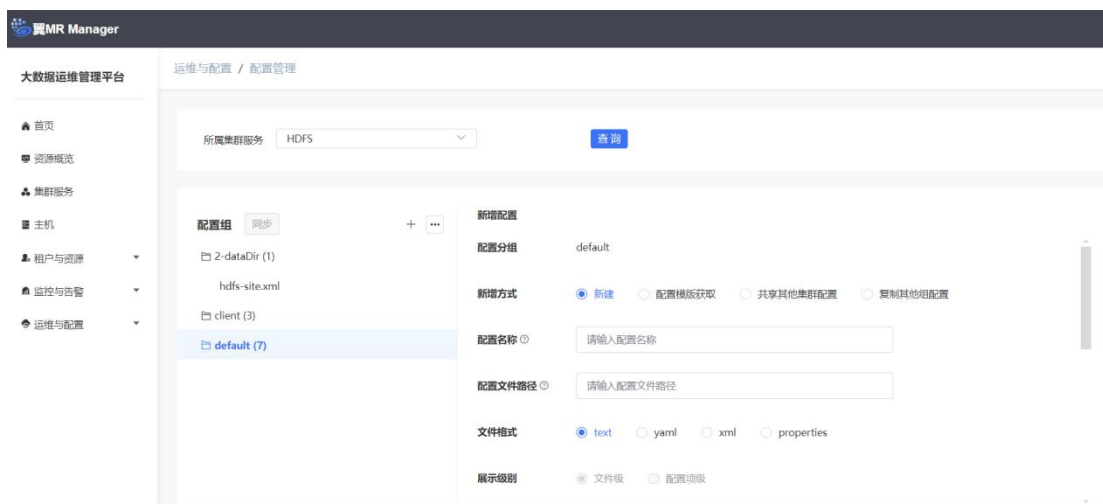 翼MR Manager
大数据运维管理平台
运维与配置 / 配置管理
首页
资源概览
集群服务
主机
租户与资源
监控与告警
运维与配置
所属集群服务 HDFS 查询
配置组 同步 + ...
2-dataDir (1)
hdfs-site.xml
client (3)
default (7)
新增配置
配置分组 default
新增方式 新建 配置模版获取 共享其他集群配置 复制其他组配置
配置名称 请输入配置名称
配置文件路径 请输入配置文件路径
文件格式 text yaml xml properties
展示级别 文件级 配置项级